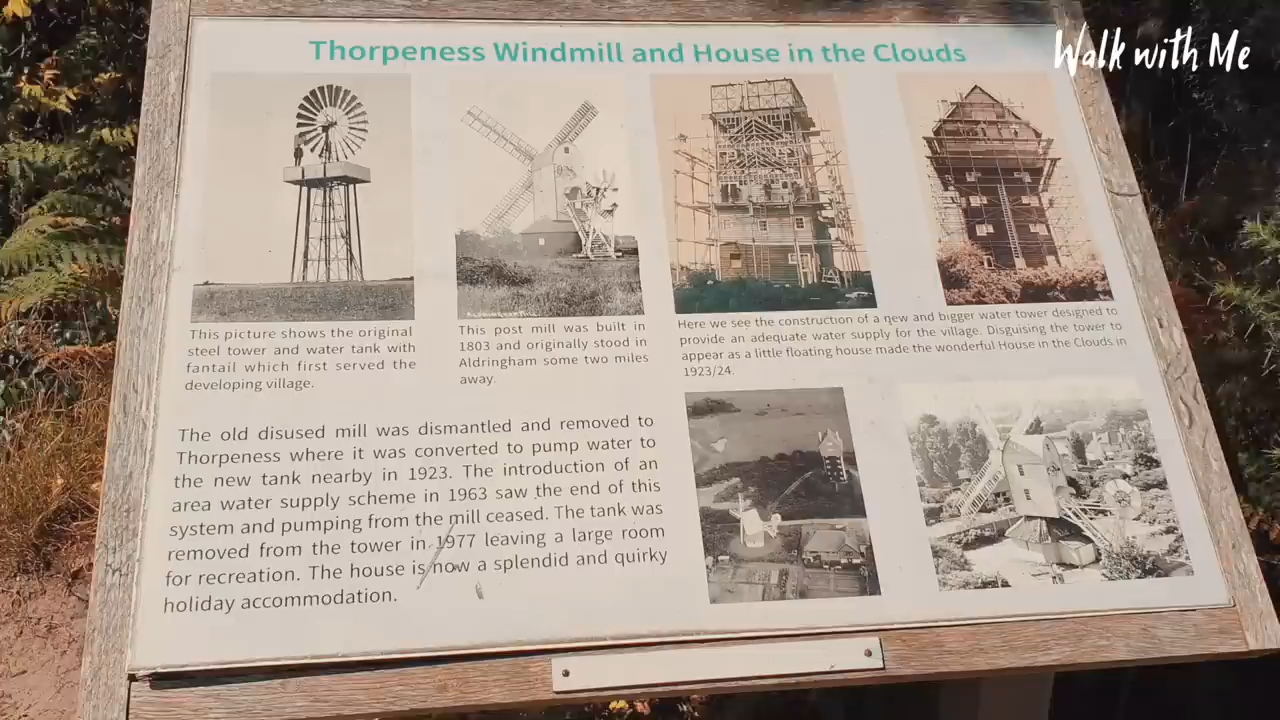 Walk with Me
Thorpeness Windmill and House in the Clouds
This picture shows the original
steel tower and water tank with
fantail which first served the
developing village.
This post mill was built in
1803 and originally stood in
Aldringham some two miles
away.
Here we see the construction of a new and bigger water tower designed to
provide an adequate water supply for the village. Disguising the tower to
appear as a little floating house made the wonderful House in the Clouds in
1923/24.
The old disused mill was dismantled and removed to
Thorpeness where it was converted to pump water to
the new tank nearby in 1923. The introduction of an
area water supply scheme in 1963 saw the end of this
system and pumping from the mill ceased. The tank was
removed from the tower in 1977 leaving a large room
for recreation. The house is now a splendid and quirky
holiday accommodation.